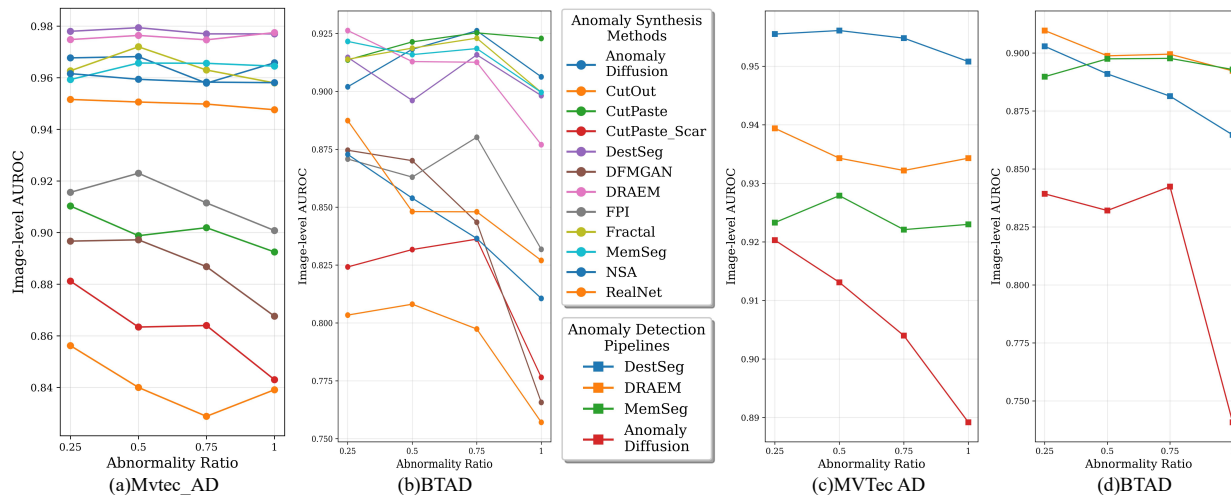 0.98
0.96
0.94
0.92
0.90
0.88
0.86
0.84
Image-level AUROC
0.25
0.5
0.75
1
Abnormality Ratio
(a)Mvtec_AD
0.925
0.900
0.875
0.850
0.825
0.800
0.775
0.750
Image-level AUROC
0.25
0.5
0.75
1
Abnormality Ratio
(b)BTAD
Anomaly Synthesis
Methods
Anomaly
Diffusion
CutOut
CutPaste
CutPaste_Scar
DestSeg
DFMGAN
DRAEM
FPI
Fractal
MemSeg
NSA
RealNet
Anomaly Detection
Pipelines
DestSeg
DRAEM
MemSeg
Anomaly
Diffusion
0.95
0.94
0.93
0.92
0.91
0.90
0.89
Image-level AUROC
0.25
0.5
0.75
1
Abnormality Ratio
(c)MVTec AD
0.900
0.875
0.850
0.825
0.800
0.775
0.750
Image-level AUROC
0.25
0.5
0.75
Abnormality Ratio
(d)BTAD